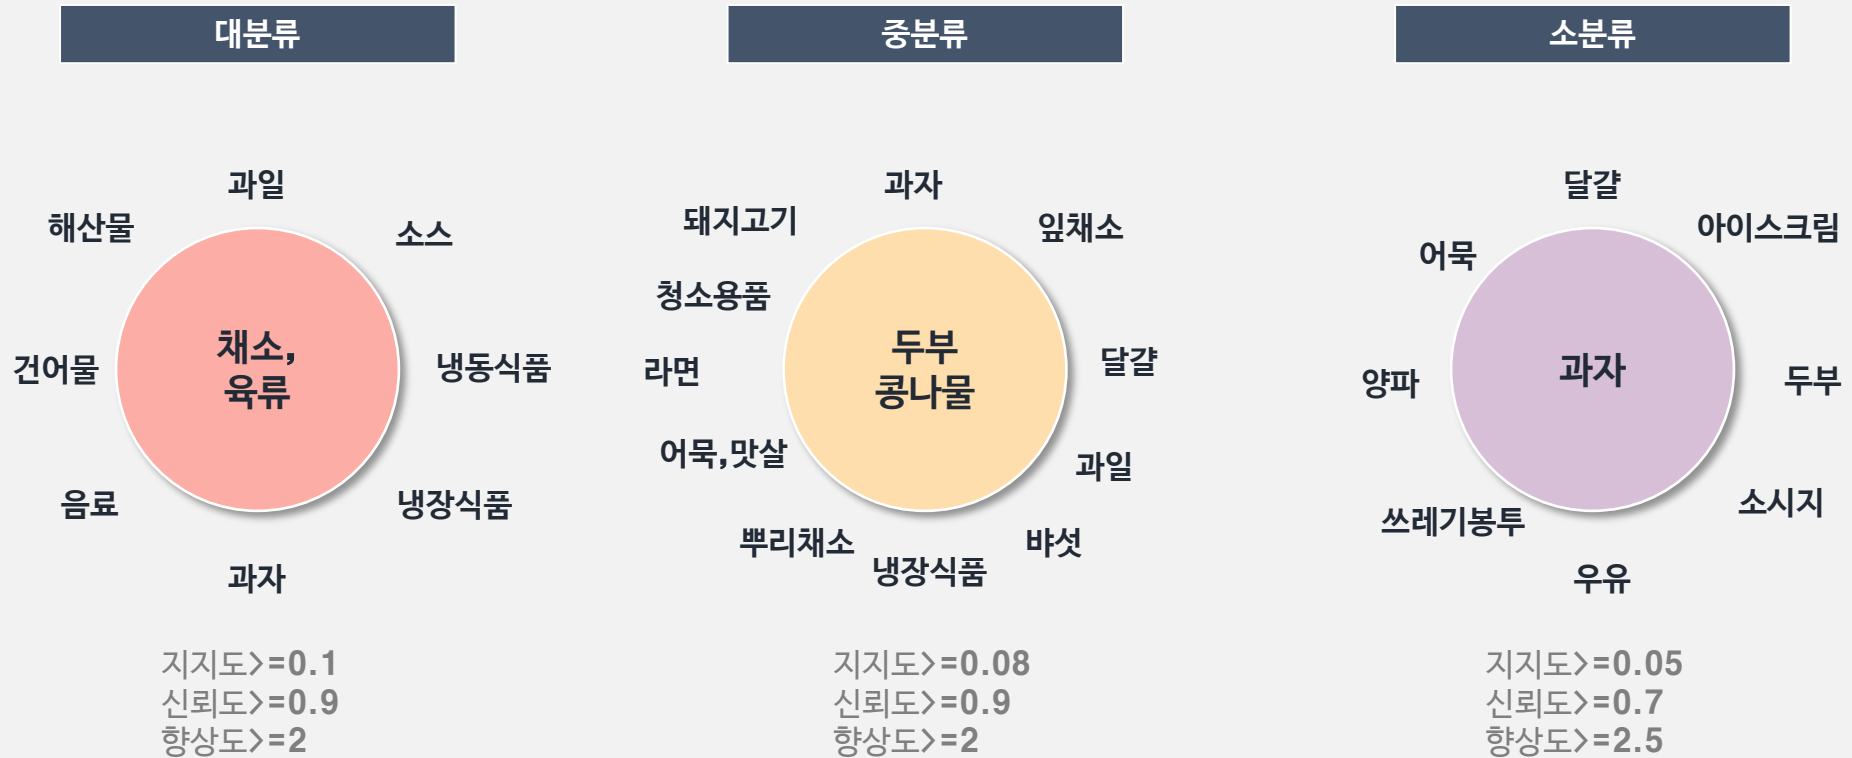 대분류
과일
해산물
소스
채소,
육류
건어물
냉동식품
음료
냉장식품
과자
지지도>=0.1
신뢰도>=0.9
향상도>=2
중분류
과자
돼지고기
잎채소
청소용품
두부
콩나물
라면
달걀
어묵,맛살
과일
뿌리채소
뱌섯
냉장식품
지지도>=0.08
신뢰도>=0.9
향상도>=2
소분류
달걀
아이스크림
어묵
과자
양파
두부
소시지
쓰레기봉투
우유
지지도>=0.05
신뢰도>=0.7
향상도>=2.5